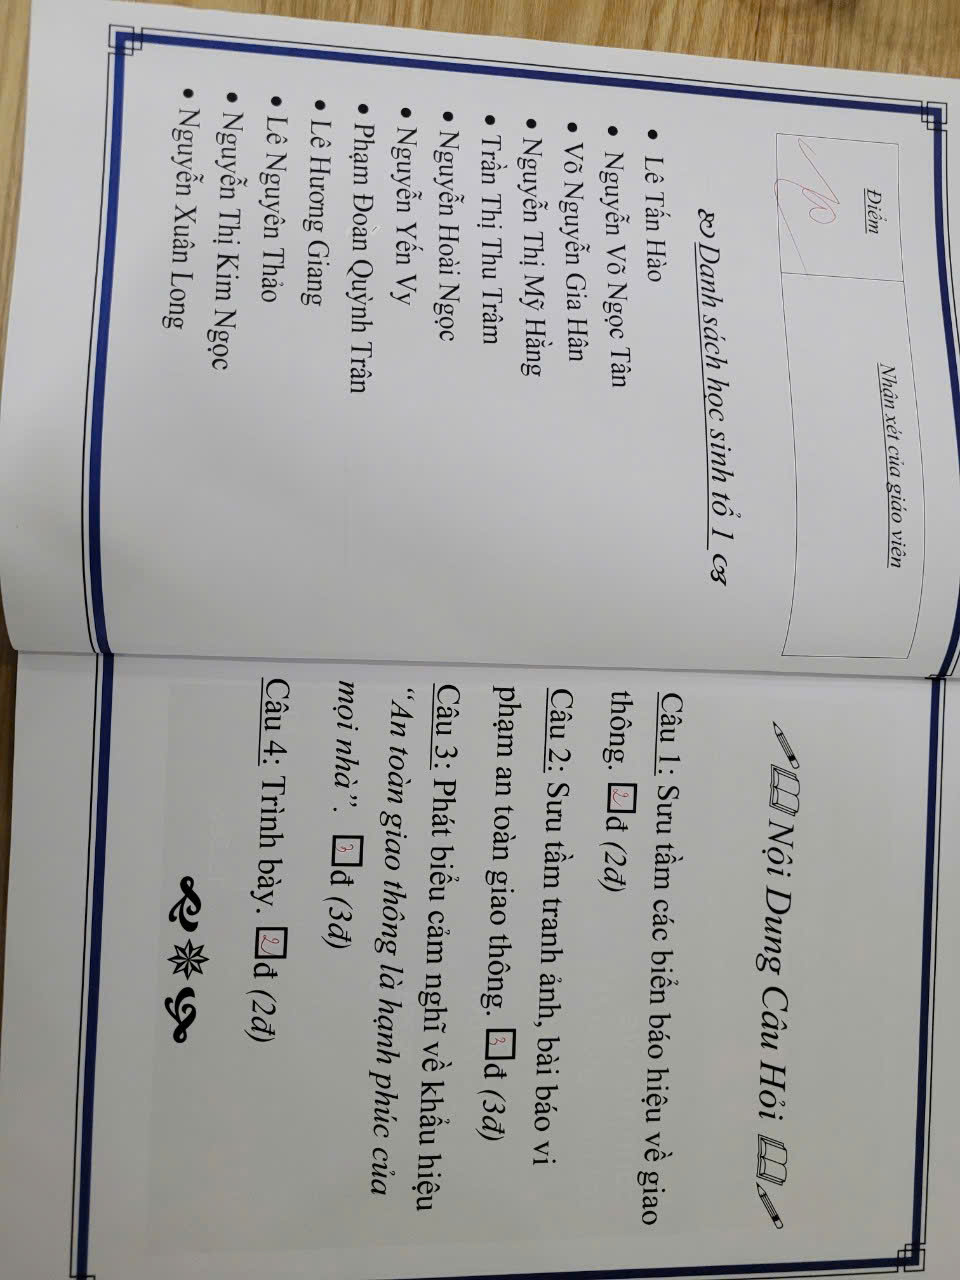 Điểm
Nhận xét của giáo viên
10
Danh sách học sinh tổ 1
• Lê Tấn Hào
• Nguyễn Võ Ngọc Tân
• Võ Nguyễn Gia Hân
• Nguyễn Thị Mỹ Hằng
• Trần Thị Thu Trâm
• Nguyễn Hoài Ngọc
• Nguyễn Yến Vy
• Phạm Đoàn Quỳnh Trân
• Lê Hương Giang
• Lê Nguyên Thảo
• Nguyễn Thị Kim Ngọc
• Nguyễn Xuân Long
Nội Dung Câu Hỏi
Câu 1: Sưu tầm các biển báo hiệu về giao
thông. 2 đ (2đ)
Câu 2: Sưu tầm tranh ảnh, bài báo vi
phạm an toàn giao thông. 3 đ (3đ)
Câu 3: Phát biểu cảm nghĩ về khẩu hiệu
“An toàn giao thông là hạnh phúc của
mọi nhà”. 3 đ (3đ)
Câu 4: Trình bày. 2 đ (2đ)